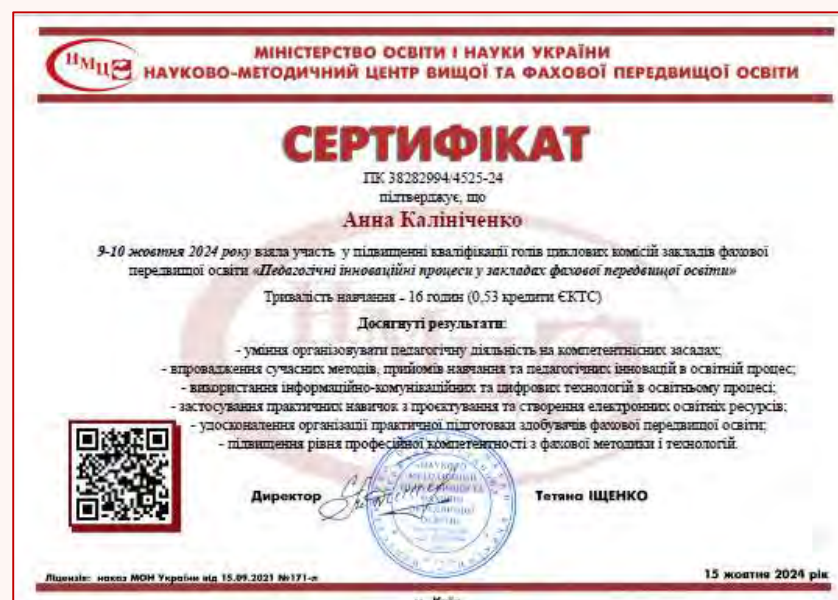 НМЦ
МІНІСТЕРСТВО ОСВІТИ І НАУКИ УКРАЇНИ
НАУКОВО-МЕТОДИЧНИЙ ЦЕНТР ВИЩОЇ ТА ФАХОВОЇ ПЕРЕДВИЩОЇ ОСВІТИ
СЕРТИФІКАТ
ПК 38282994/4525-24
підтверджує, що
Анна Калініченко
9-10 жовтня 2024 року взяла участь у підвищенні кваліфікації голів циклових комісій закладів фахової
передвищої освіти «Педагогічні інноваційні процеси у закладах фахової передвищої освіти»
Тривалість навчання - 16 годин (0,53 кредити ЄКТС)
Досягнуті результати:
- уміння організовувати педагогічну діяльність на компетентнісних засадах;
- впровадження сучасних методів, прийомів навчання та педагогічних інновацій в освітній процес;
- використання інформаційно-комунікаційних та цифрових технологій в освітньому процесі;
- застосування практичних навичок з проєктування та створення електронних освітніх ресурсів;
- удосконалення організації практичної підготовки здобувачів фахової передвищої освіти;
- підвищення рівня професійної компетентності з фахової методики і технологій.
Директор
Тетяна ІЩЕНКО
Ліцензія: наказ МОН України від 15.09.2021 №171-л
15 жовтня 2024 рік